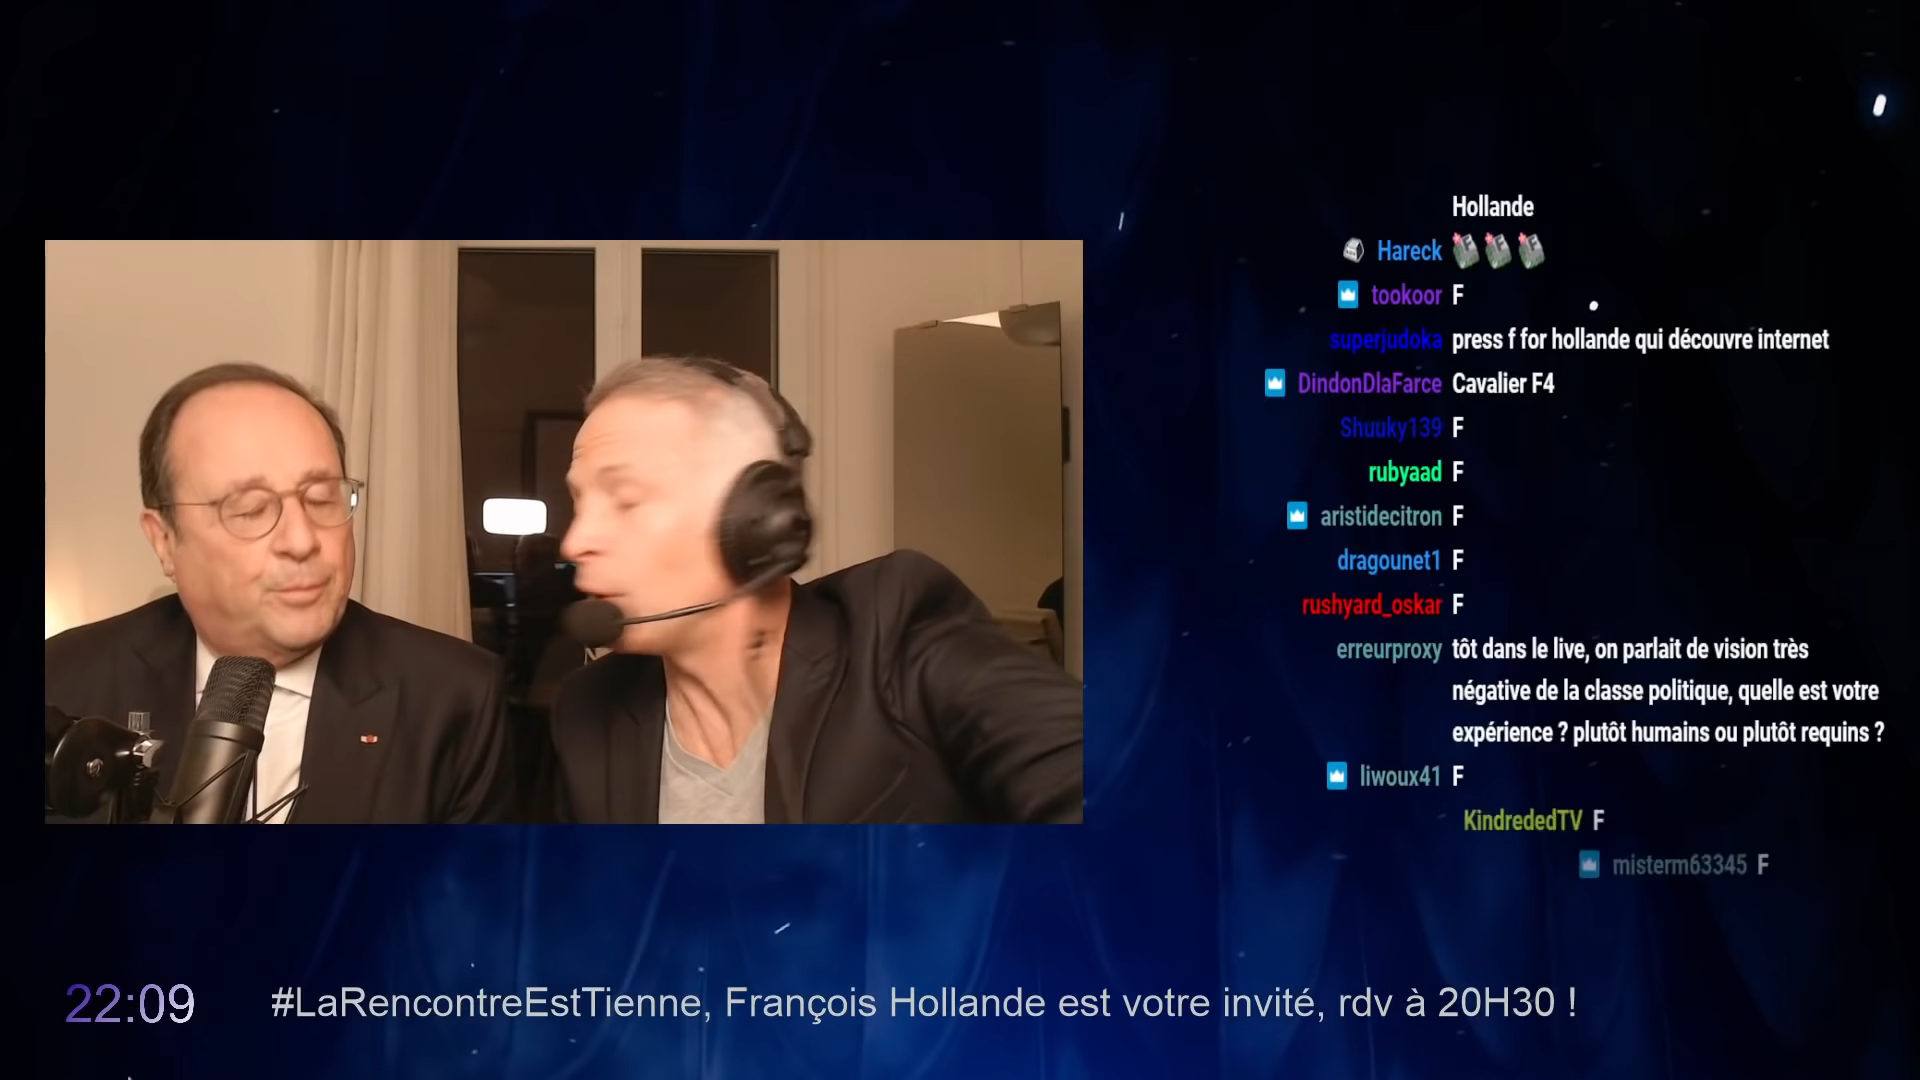 Hollande
Hareck
tookoor F
superjudoka press f for hollande qui découvre internet
DindonDlaFarce Cavalier F4
Shuuky139 F
rubyaad F
aristidecitron F
dragounet1 F
rushyard_oskar F
erreurproxy tôt dans le live, on parlait de vision très
négative de la classe politique, quelle est votre
expérience ? plutôt humains ou plutôt requins ?
liwoux41 F
KindrededTV F
misterm63345 F
22:09 #LaRencontreEstTienne, François Hollande est votre invité, rdv à 20H30 !